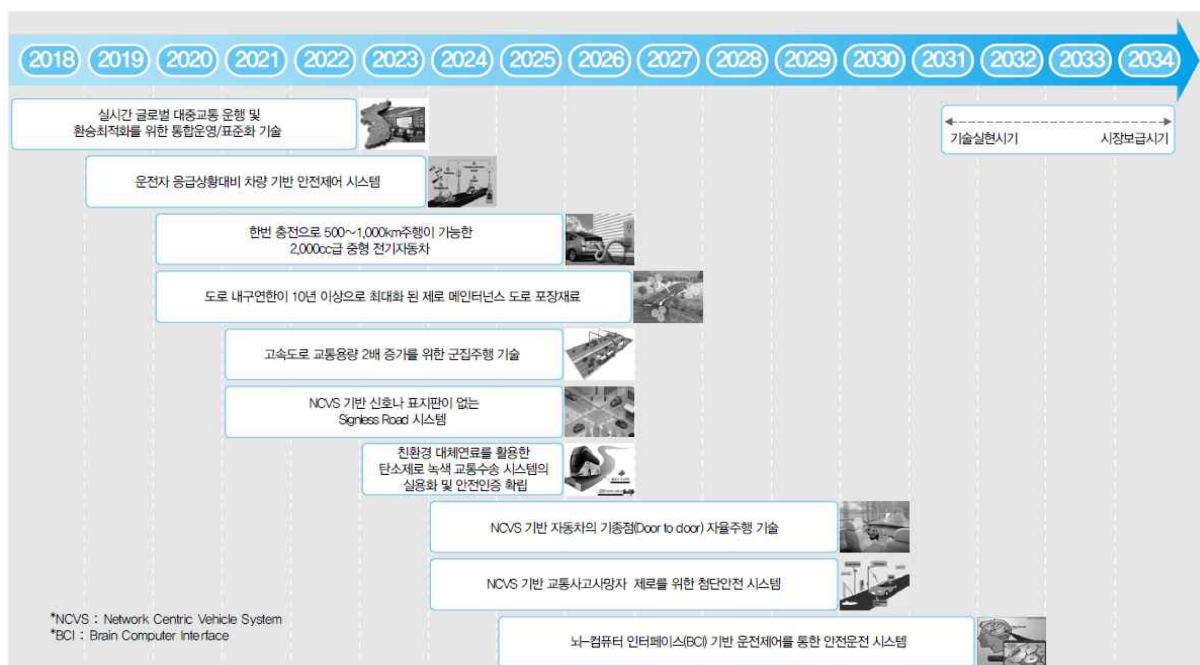 2018 2019 2020 2021 2022 2023 2024 2025 2026 2027 2028 2029 2030 2031 2032 2033 2034
실시간 글로벌 대중교통 운행 및
환승최적화를 위한 통합운영/표준화 기술
기술실현시기 시장보급시기
운전자 응급상황대비 차량 기반 안전제어 시스템
한번 충전으로 500~1,000km주행이 가능한
2,000cc급 중형 전기자동차
도로 내구연한이 10년 이상으로 최대화 된 제로 메인터넌스 도로 포장재료
고속도로 교통용량 2배 증가를 위한 군집주행 기술
NCVS 기반 신호나 표지판이 없는
Signless Road 시스템
친환경 대체연료를 활용한
탄소제로 녹색 교통수송 시스템의
실용화 및 안전인증 확립
NCVS 기반 자동차의 기종점(Door to door) 자율주행 기술
NCVS 기반 교통사고사망자 제로를 위한 첨단안전 시스템
*NCVS : Network Centric Vehicle System
*BCI : Brain Computer Interface
뇌-컴퓨터 인터페이스(BCI) 기반 운전제어를 통한 안전운전 시스템